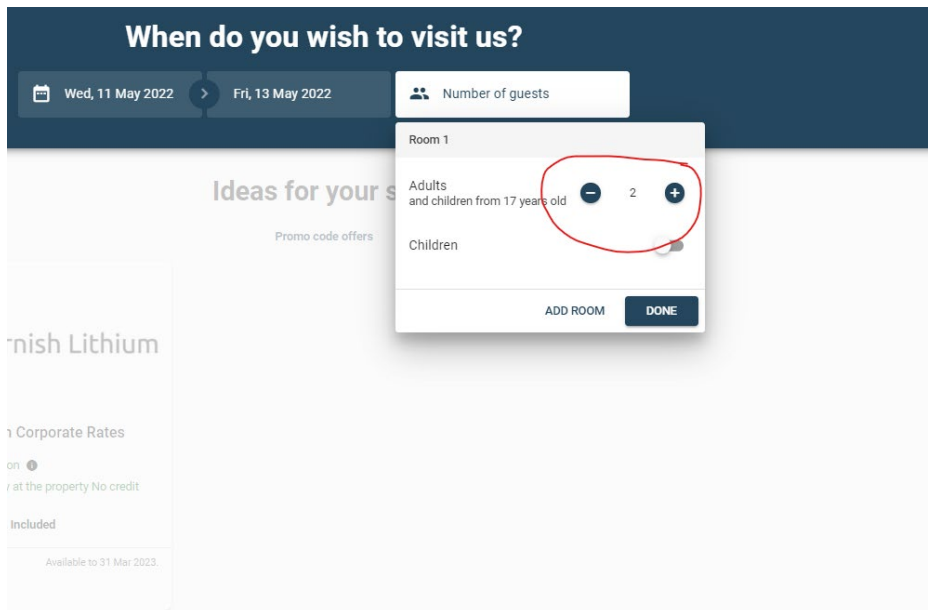 When do you wish to visit us?
Wed, 11 May 2022
Fri, 13 May 2022
Number of guests
Room 1
Adults
and children from 17 years old
2
Children
ADD ROOM
DONE
Ideas for your s
Promo code offers
rnish Lithium
n Corporate Rates
on
y at the property No credit
Included
Available to 31 Mar 2023.